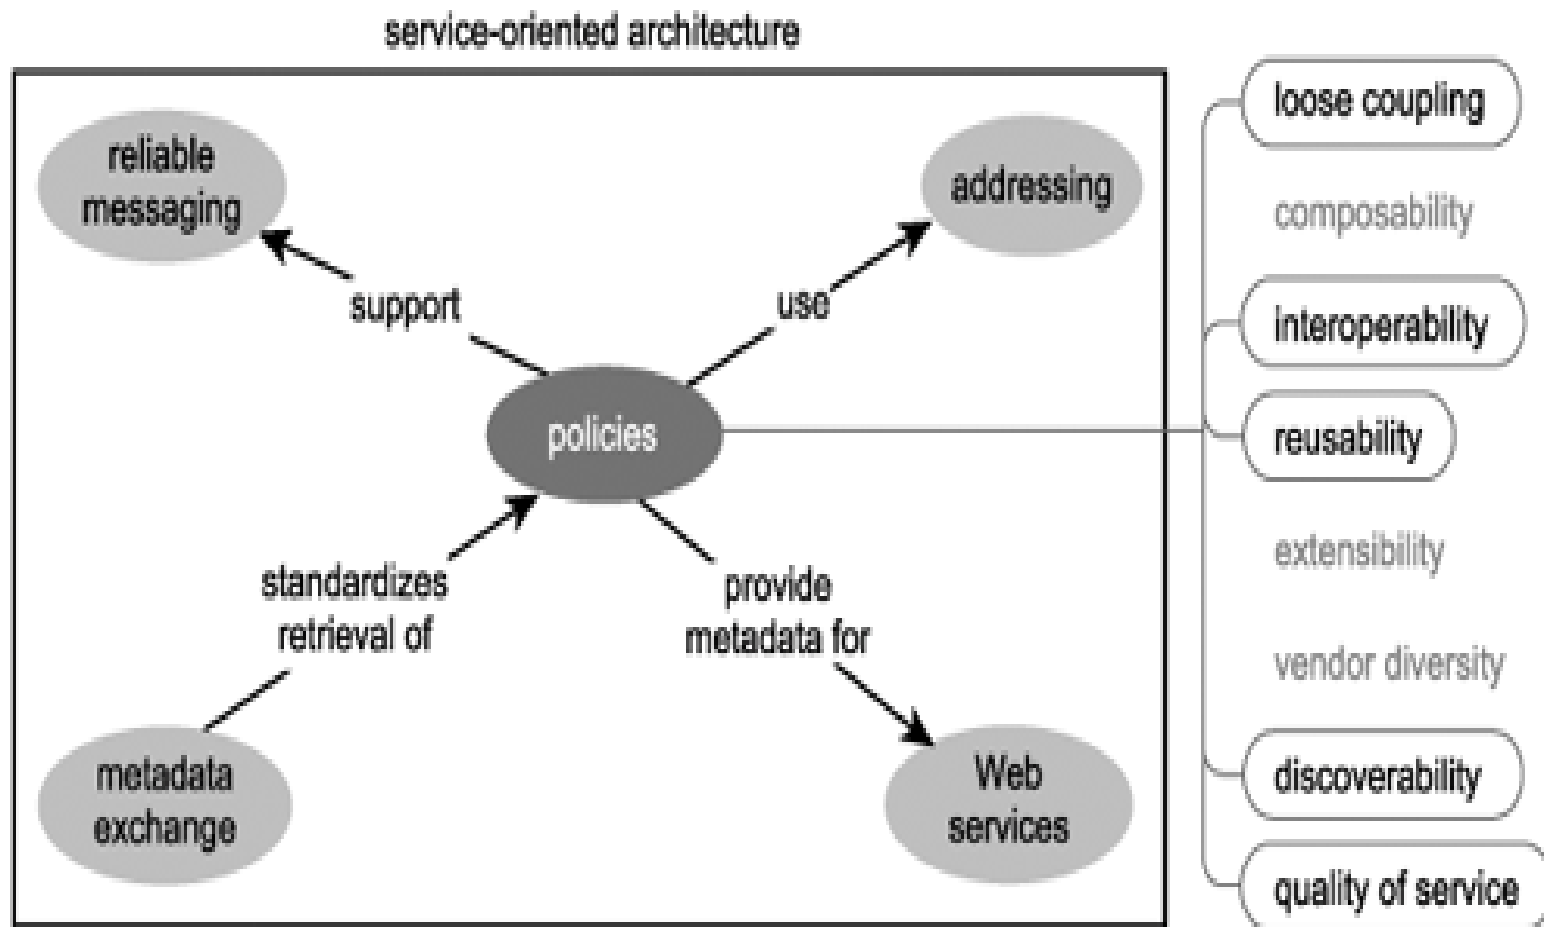 service-oriented architecture
reliable
messaging
addressing
support
use
policies
standardizes
retrieval of
provide
metadata for
metadata
exchange
Web
services
loose coupling
composability
interoperability
reusability
extensibility
vendor diversity
discoverability
quality of service